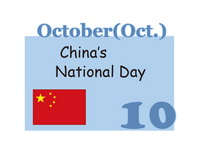 October(Oct.)
China's
National Day
10